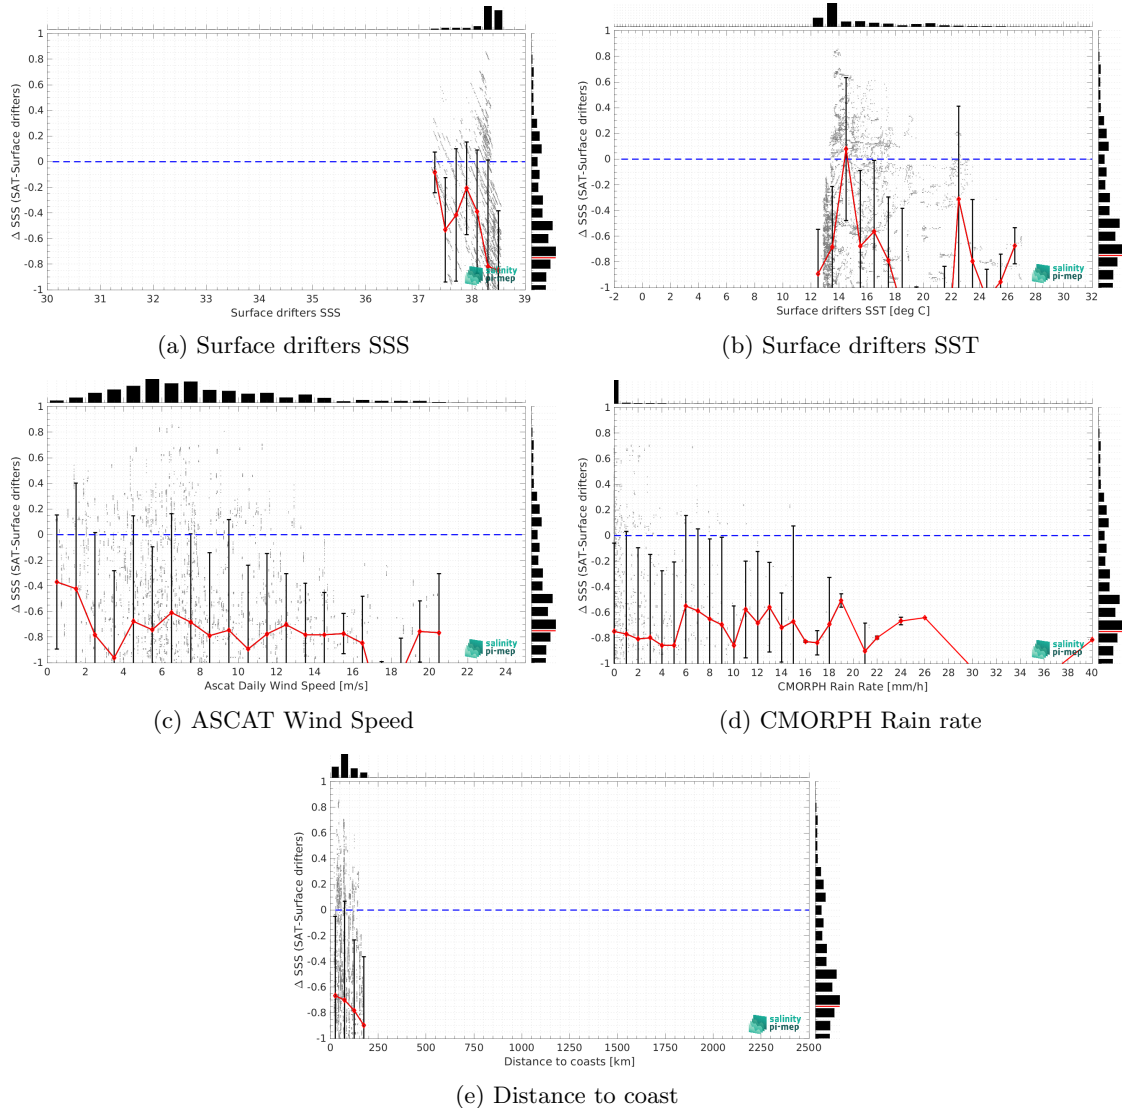 1
0.8
0.6
0.4
0.2
0
-0.2
-0.4
-0.6
-0.8
-1
Δ SSS (SAT-Surface drifters)
30 31 32 33 34 35 36 37 38 39
Surface drifters SSS
salinity
pi-mep
(a) Surface drifters SSS
1
0.8
0.6
0.4
0.2
0
-0.2
-0.4
-0.6
-0.8
-1
Δ SSS (SAT-Surface drifters)
-2 0 2 4 6 8 10 12 14 16 18 20 22 24 26 28 30 32
Surface drifters SST [deg C]
salinity
pi-mep
(b) Surface drifters SST
1
0.8
0.6
0.4
0.2
0
-0.2
-0.4
-0.6
-0.8
-1
Δ SSS (SAT-Surface drifters)
0 2 4 6 8 10 12 14 16 18 20 22 24
Ascat Daily Wind Speed [m/s]
salinity
pi-mep
(c) ASCAT Wind Speed
1
0.8
0.6
0.4
0.2
0
-0.2
-0.4
-0.6
-0.8
-1
Δ SSS (SAT-Surface drifters)
0 2 4 6 8 10 12 14 16 18 20 22 24 26 28 30 32 34 36 38 40
CMORPH Rain Rate [mm/h]
salinity
pi-mep
(d) CMORPH Rain rate
1
0.8
0.6
0.4
0.2
0
-0.2
-0.4
-0.6
-0.8
-1
Δ SSS (SAT-Surface drifters)
0 250 500 750 1000 1250 1500 1750 2000 2250 2500
Distance to coasts [km]
salinity
pi-mep
(e) Distance to coast